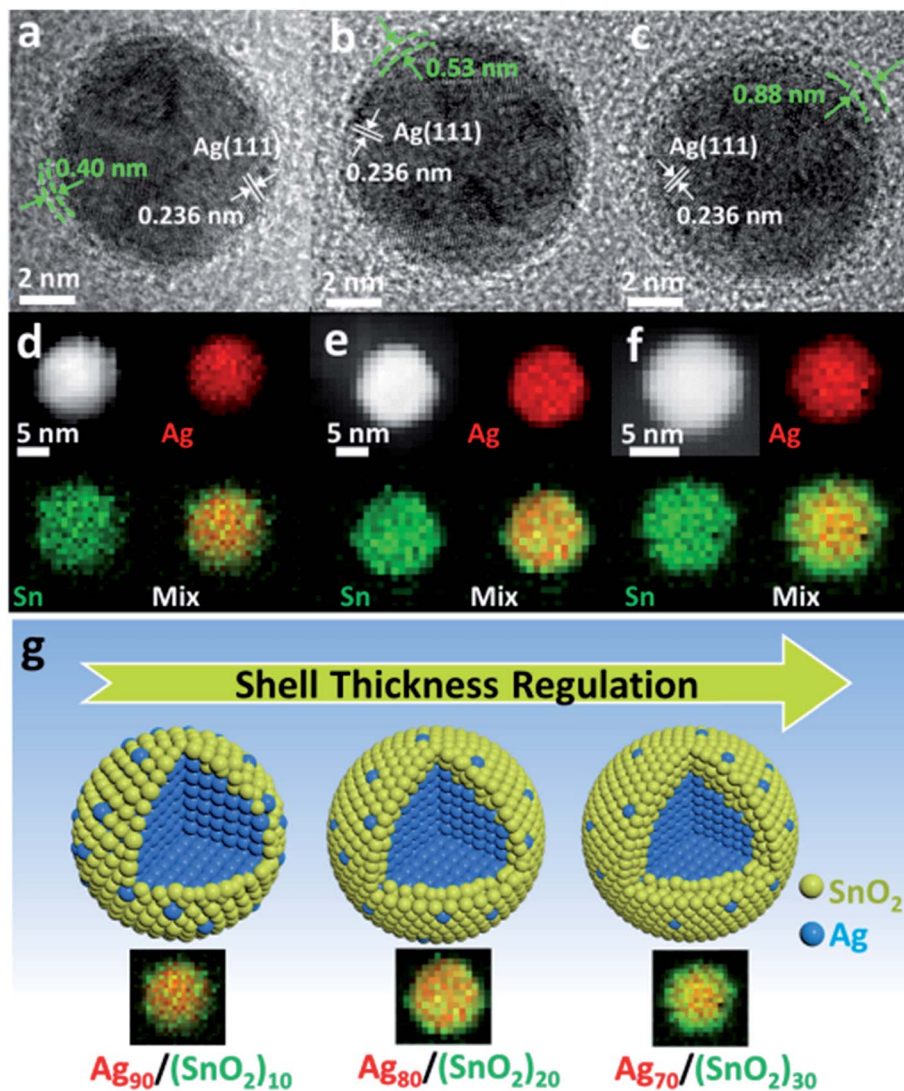 a
0.40 nm
Ag(111)
0.236 nm
2 nm
b
0.53 nm
Ag(111)
0.236 nm
2 nm
c
0.88 nm
Ag(111)
0.236 nm
2 nm
d
5 nm
Ag
Sn
Mix
e
5 nm
Ag
Sn
Mix
f
5 nm
Ag
Sn
Mix
g
Shell Thickness Regulation
SnO₂
Ag
Ag₉₀/(SnO₂)₁₀
Ag₈₀/(SnO₂)₂₀
Ag₇₀/(SnO₂)₃₀